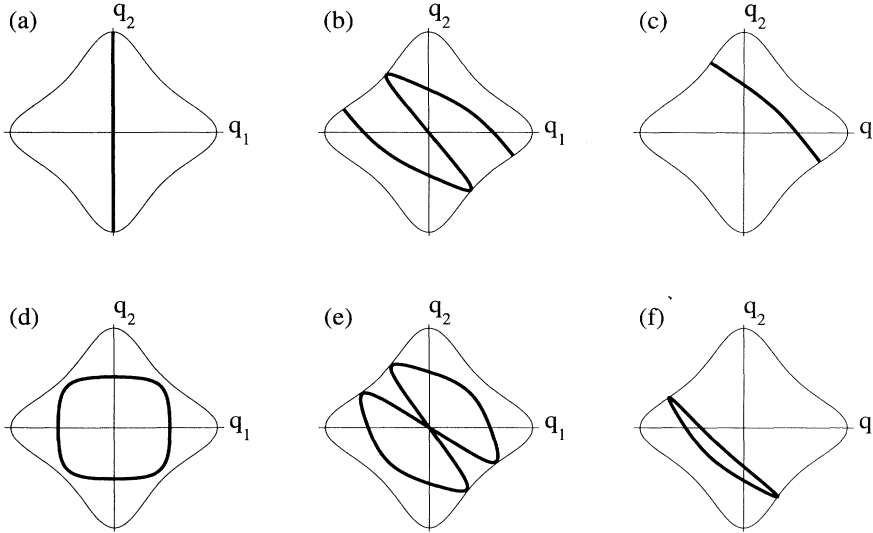 (a) q2 q1
(b) q2 q1
(c) q2 q
(d) q2 q1
(e) q2 q1
(f) q2 q